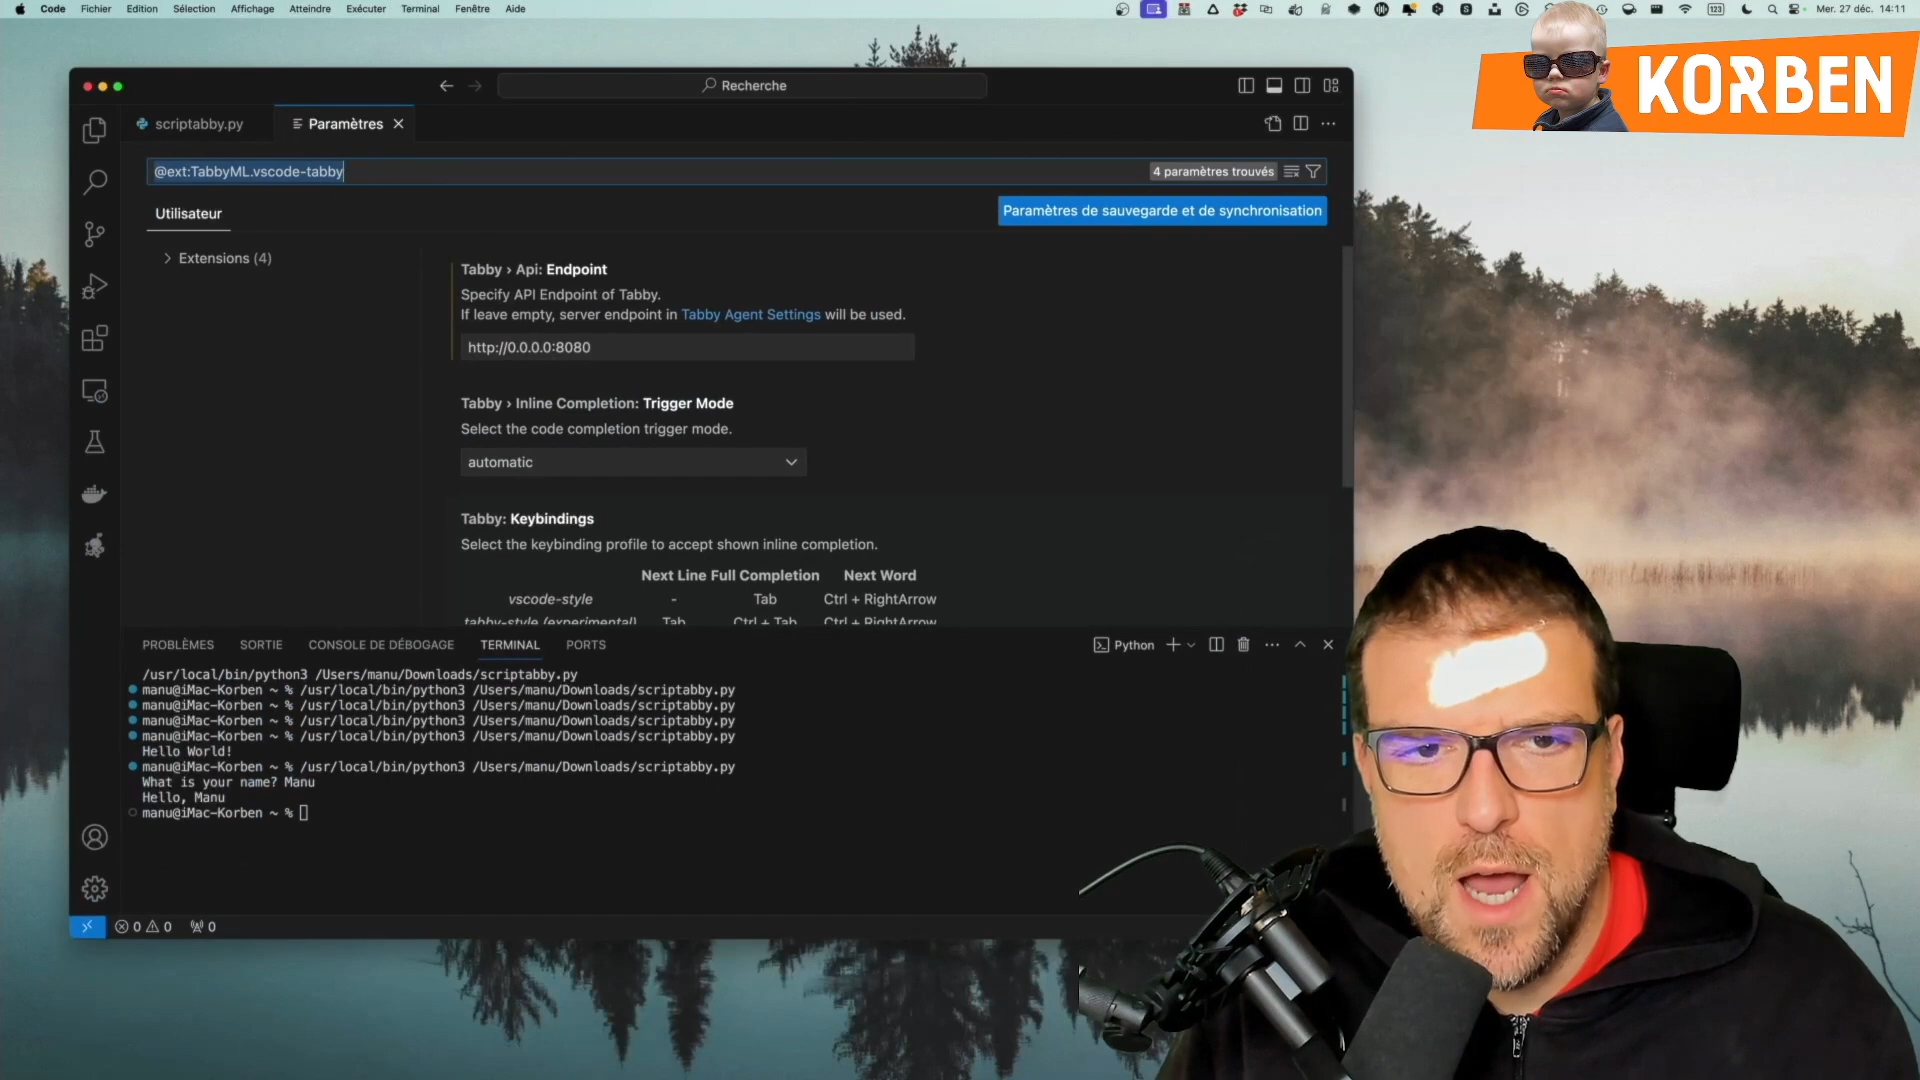 Code Fichier Edition Sélection Affichage Atteindre Exécuter Terminal Fenêtre Aide
123 Mer. 27 déc. 14:11
KORBEN
Recherche
scriptabby.py Paramètres
@ext:TabbyML.vscode-tabby
4 paramètres trouvés
Utilisateur
Paramètres de sauvegarde et de synchronisation
Extensions (4)
Tabby › Api: Endpoint
Specify API Endpoint of Tabby.
If leave empty, server endpoint in Tabby Agent Settings will be used.
http://0.0.0.0:8080
Tabby › Inline Completion: Trigger Mode
Select the code completion trigger mode.
automatic
Tabby: Keybindings
Select the keybinding profile to accept shown inline completion.
Next Line Full Completion Next Word
vscode-style - Tab Ctrl + RightArrow
tabby-style (experimental) Tab Ctrl + Tab Ctrl + RightArrow
PROBLÈMES SORTIE CONSOLE DE DÉBOGAGE TERMINAL PORTS
Python
/usr/local/bin/python3 /Users/manu/Downloads/scriptabby.py
manu@iMac-Korben ~ % /usr/local/bin/python3 /Users/manu/Downloads/scriptabby.py
manu@iMac-Korben ~ % /usr/local/bin/python3 /Users/manu/Downloads/scriptabby.py
manu@iMac-Korben ~ % /usr/local/bin/python3 /Users/manu/Downloads/scriptabby.py
manu@iMac-Korben ~ % /usr/local/bin/python3 /Users/manu/Downloads/scriptabby.py
Hello World!
manu@iMac-Korben ~ % /usr/local/bin/python3 /Users/manu/Downloads/scriptabby.py
What is your name? Manu
Hello, Manu
manu@iMac-Korben ~ %
0 0 0